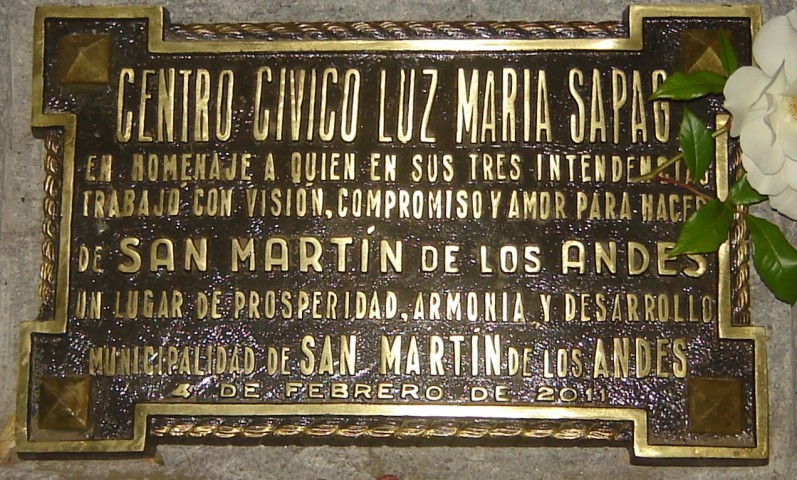 CENTRO CIVICO LUZ MARIA SAPAG
EN HOMENAJE A QUIEN EN SUS TRES INTENDENCIAS
TRABAJÓ CON VISIÓN, COMPROMISO Y AMOR PARA HACER
DE SAN MARTÍN DE LOS ANDES
UN LUGAR DE PROSPERIDAD, ARMONIA Y DESARROLLO
MUNICIPALIDAD DE SAN MARTÍN DE LOS ANDES
4 DE FEBRERO DE 2011